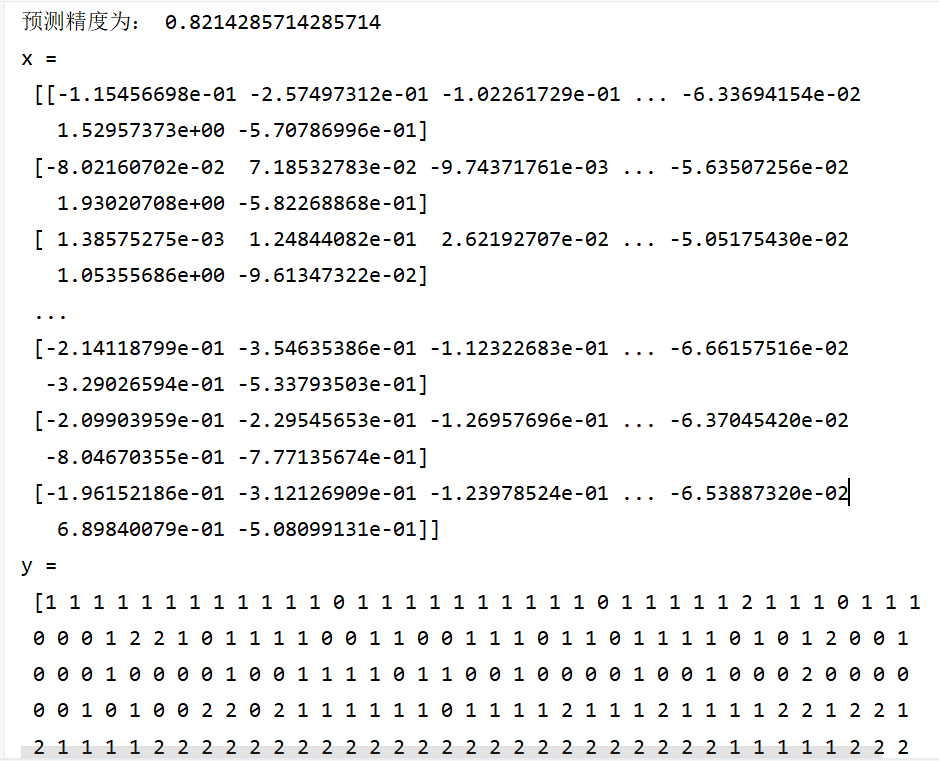 预测精度为： 0.8214285714285714
x =
[[-1.15456698e-01 -2.57497312e-01 -1.02261729e-01 ... -6.33694154e-02
1.52957373e+00 -5.70786996e-01]
[-8.02160702e-02 7.18532783e-02 -9.74371761e-03 ... -5.63507256e-02
1.93020708e+00 -5.82268868e-01]
[ 1.38575275e-03 1.24844082e-01 2.62192707e-02 ... -5.05175430e-02
1.05355686e+00 -9.61347322e-02]
...
[-2.14118799e-01 -3.54635386e-01 -1.12322683e-01 ... -6.66157516e-02
-3.29026594e-01 -5.33793503e-01]
[-2.09903959e-01 -2.29545653e-01 -1.26957696e-01 ... -6.37045420e-02
-8.04670355e-01 -7.77135674e-01]
[-1.96152186e-01 -3.12126909e-01 -1.23978524e-01 ... -6.53887320e-02
6.89840079e-01 -5.08099131e-01]]
y =
[1 1 1 1 1 1 1 1 1 1 1 1 0 1 1 1 1 1 1 1 1 1 1 0 1 1 1 1 1 2 1 1 1 0 1 1 1
0 0 0 1 2 2 1 0 1 1 1 1 0 0 1 1 0 0 1 1 1 0 1 1 0 1 1 1 1 0 1 0 1 2 0 0 1
0 0 0 1 0 0 0 0 1 0 0 1 1 1 1 0 1 1 0 0 1 0 0 0 0 1 0 0 1 0 0 0 2 0 0 0 0
0 0 1 0 1 0 0 2 2 0 2 1 1 1 1 1 1 0 1 1 1 1 2 1 1 1 2 1 1 1 1 2 2 1 2 2 1
2 1 1 1 1 2 2 2 2 2 2 2 2 2 2 2 2 2 2 2 2 2 2 2 2 2 2 2 2 1 1 1 1 1 2 2 2